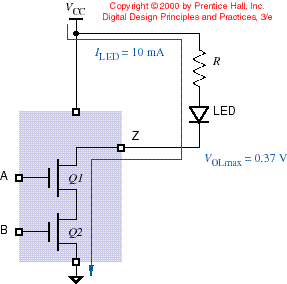 Copyright © 2000 by Prentice Hall, Inc.
Digital Design Principles and Practices, 3/e
VCC
ILED = 10 mA
R
LED
Z
VOLmax = 0.37 V
A
Q1
B
Q2